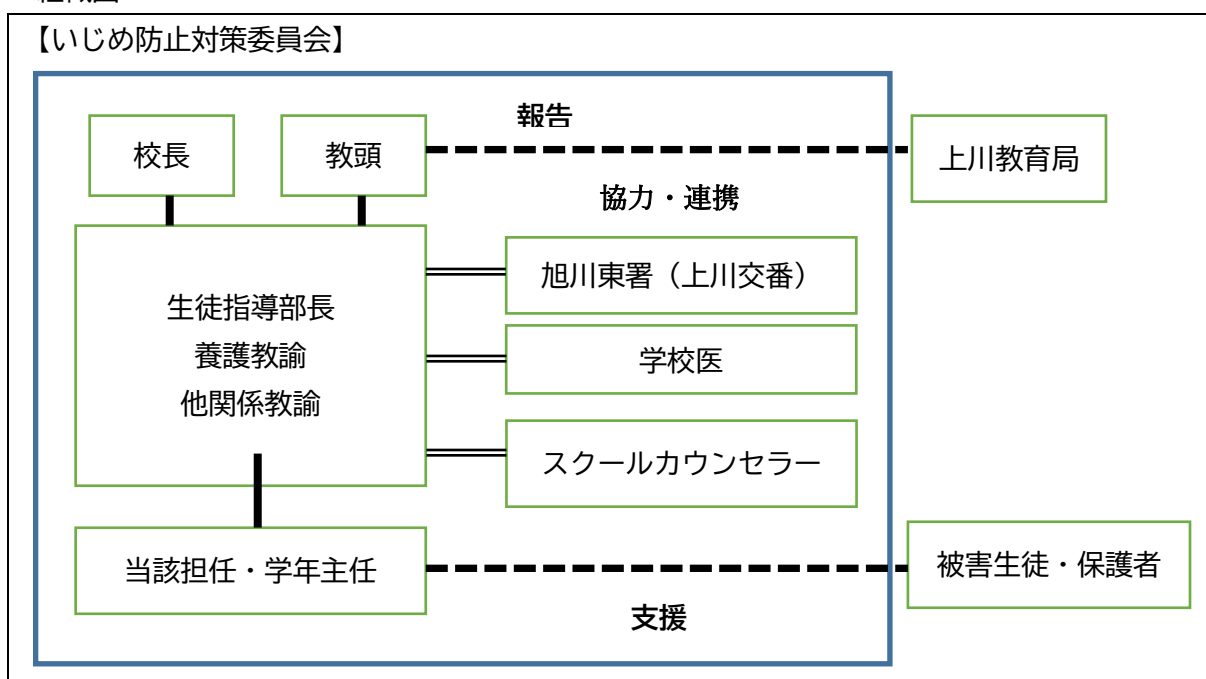 【いじめ防止対策委員会】
報告
校長
教頭
上川教育局
協力・連携
旭川東署（上川交番）
生徒指導部長
養護教諭
他関係教諭
学校医
スクールカウンセラー
当該担任・学年主任
被害生徒・保護者
支援